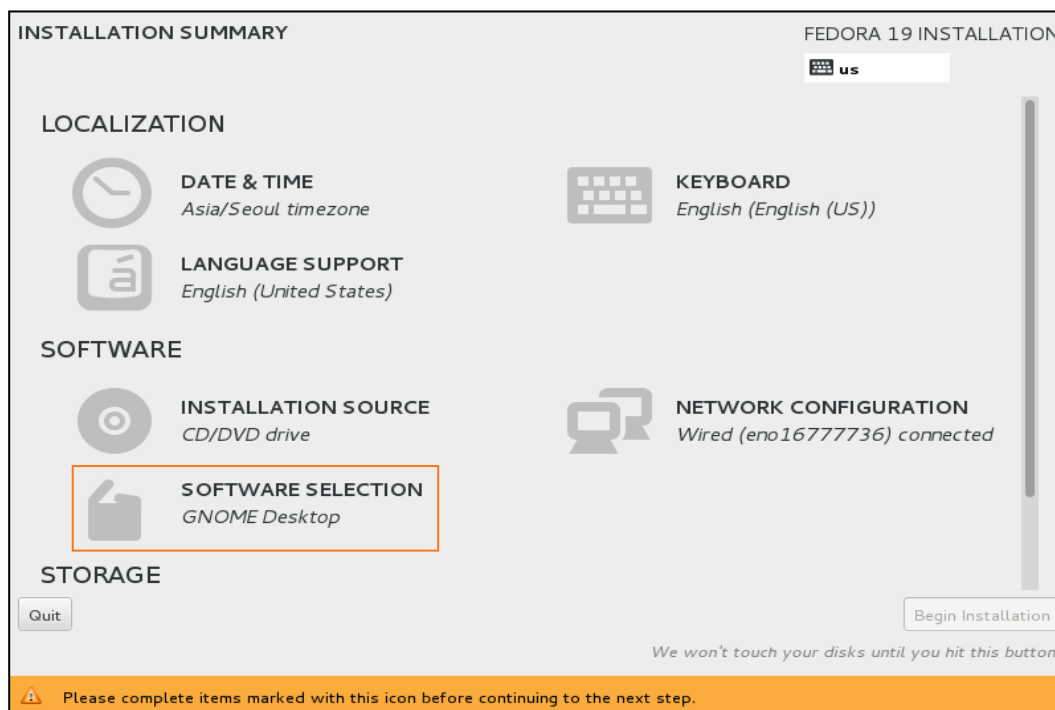 INSTALLATION SUMMARY
FEDORA 19 INSTALLATION
us
LOCALIZATION
DATE & TIME
Asia/Seoul timezone
KEYBOARD
English (English (US))
LANGUAGE SUPPORT
English (United States)
SOFTWARE
INSTALLATION SOURCE
CD/DVD drive
NETWORK CONFIGURATION
Wired (eno16777736) connected
SOFTWARE SELECTION
GNOME Desktop
STORAGE
Quit
Begin Installation
We won't touch your disks until you hit this button
Please complete items marked with this icon before continuing to the next step.